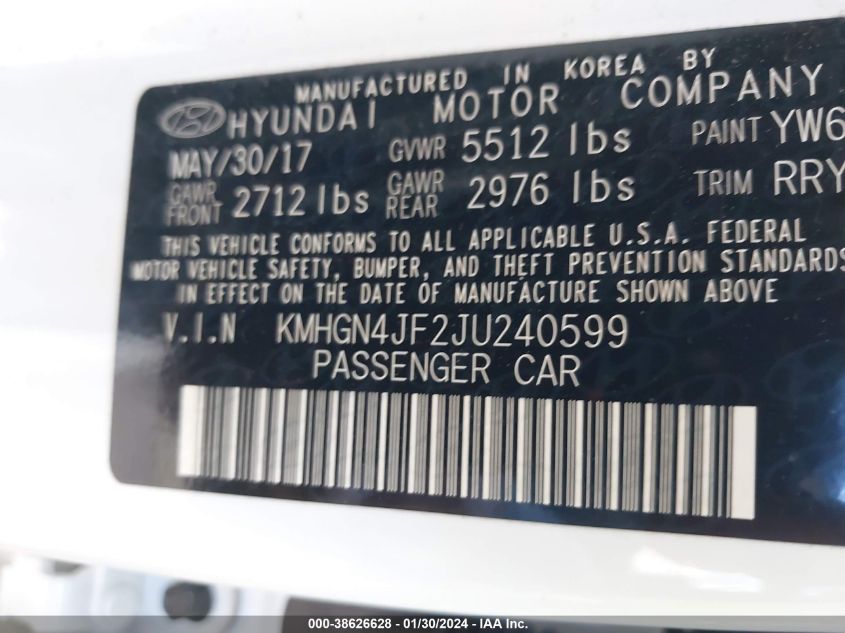 MANUFACTURED IN KOREA BY
HYUNDAI MOTOR COMPANY
MAY/30/17 GVWR 5512 lbs PAINT YW6
GAWR FRONT 2712 lbs GAWR REAR 2976 lbs TRIM RRY
THIS VEHICLE CONFORMS TO ALL APPLICABLE U.S.A. FEDERAL
MOTOR VEHICLE SAFETY, BUMPER, AND THEFT PREVENTION STANDARDS
IN EFFECT ON THE DATE OF MANUFACTURE SHOWN ABOVE
V.I.N KMHGN4JF2JU240599
PASSENGER CAR
000-38626628 - 01/30/2024 - IAA Inc.